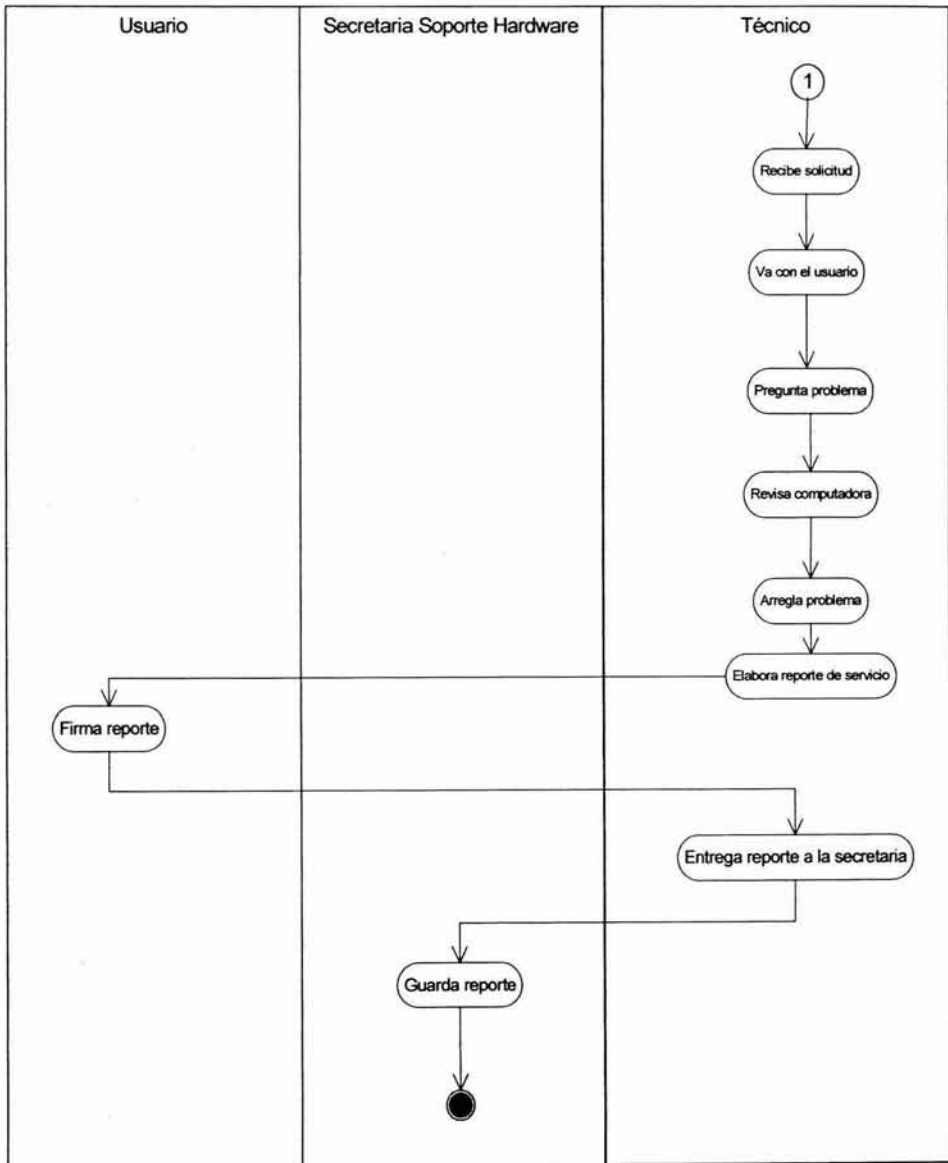 Usuario
Secretaria Soporte Hardware
Técnico
1
Recibe solicitud
Va con el usuario
Pregunta problema
Revisa computadora
Arregla problema
Elabora reporte de servicio
Firma reporte
Entrega reporte a la secretaria
Guarda reporte